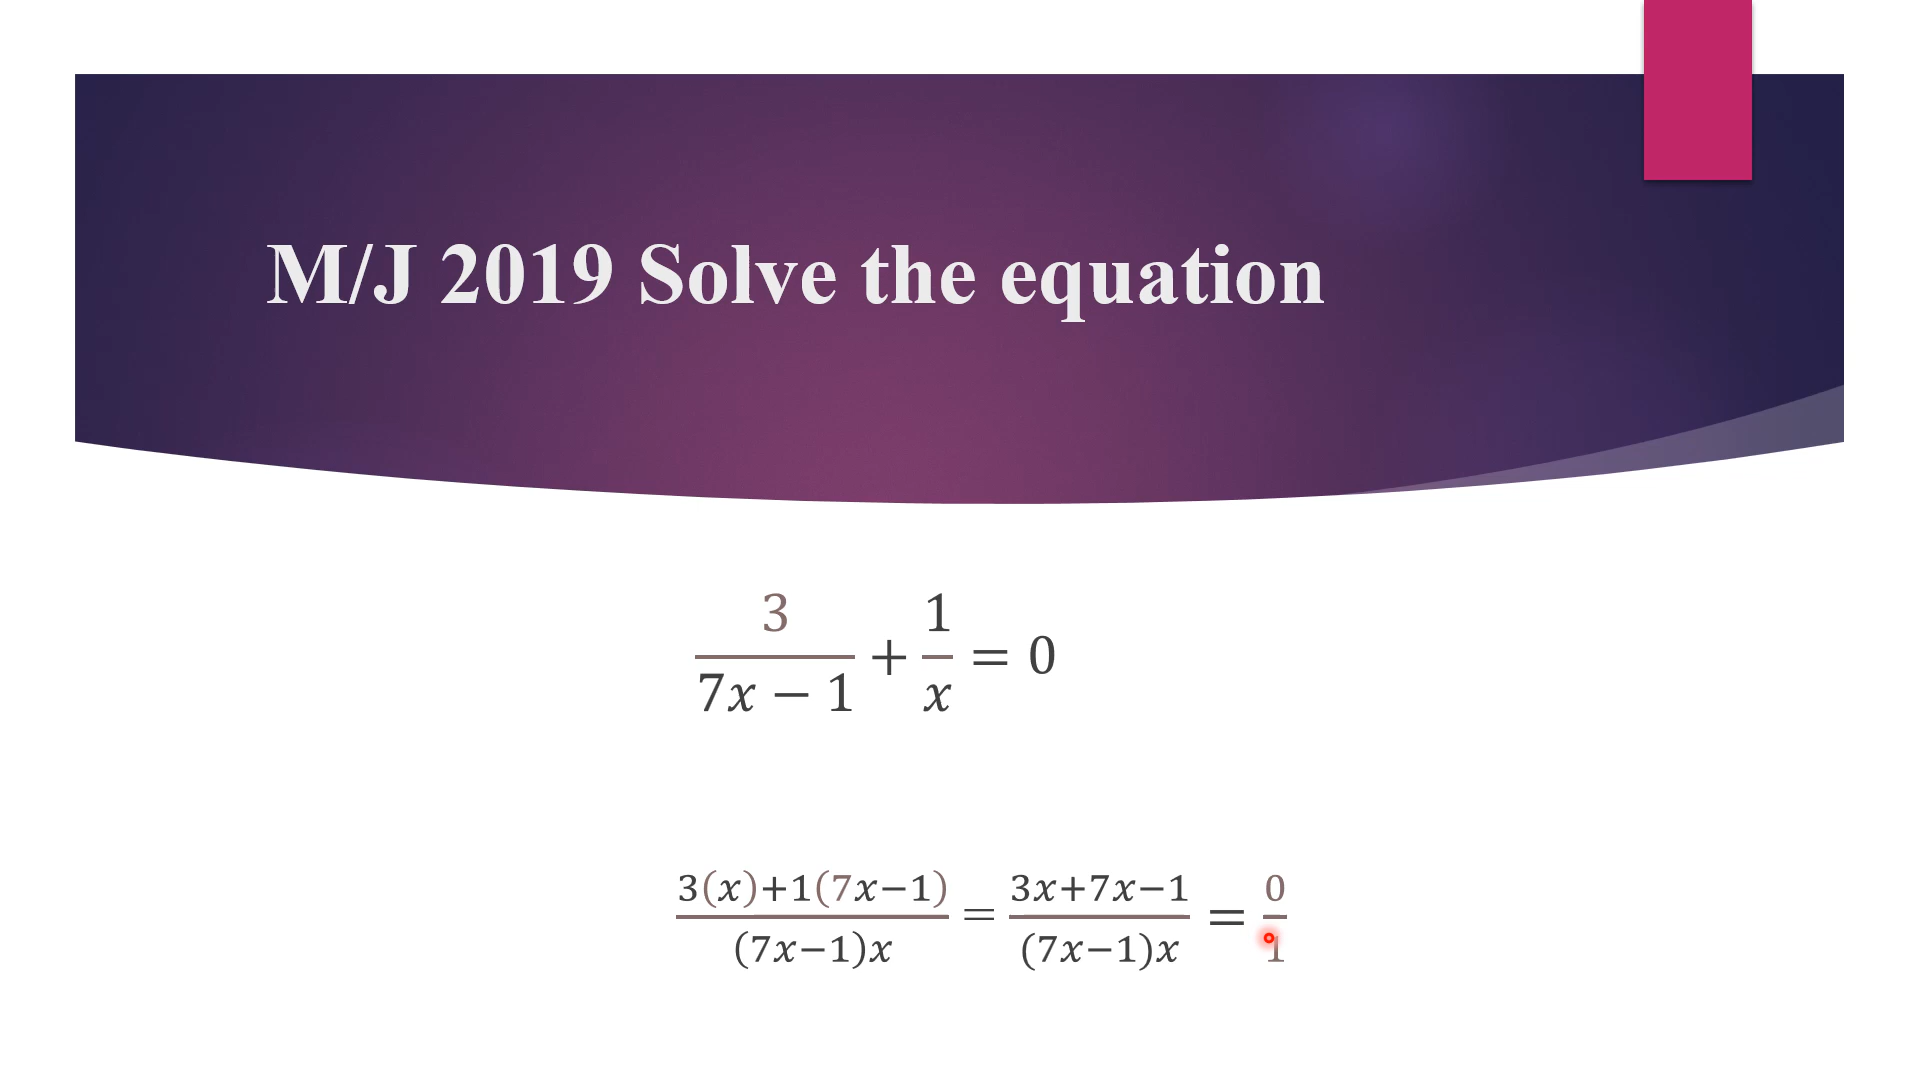 M/J 2019 Solve the equation
3/(7x − 1) + 1/x = 0
(3(x)+1(7x−1))/((7x−1)x) = (3x+7x−1)/((7x−1)x) = 0/1